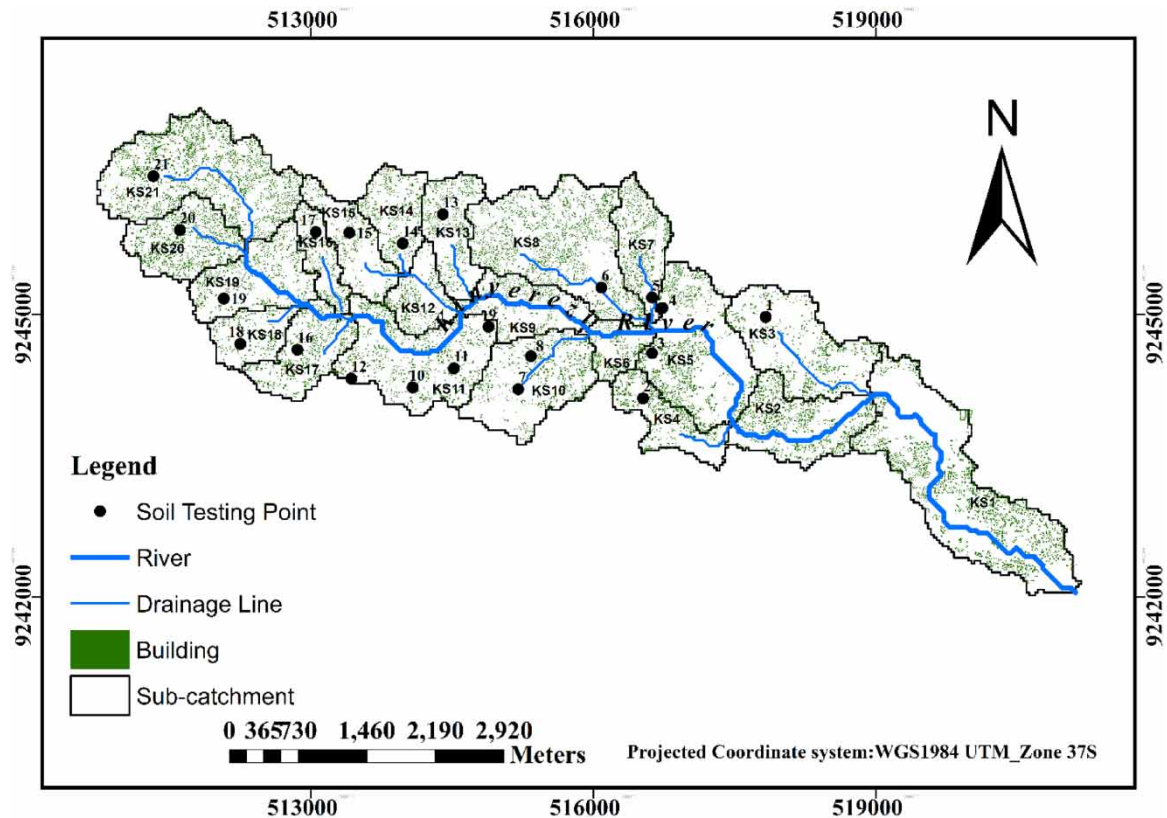 513000 516000 519000
21
KS21
20
KS20
17
KS16
KS15
15
KS14
14
13
KS13
KS8
6
KS7
5
4
1
KS3
KS19
19
KS12
18
KS18
16
KS17
12
10
11
KS11
19
KS9
8
7
KS10
3
KS6
KS5
KS4
KS2
KS1
River
9245000 9245000
9242000 9242000
N
Legend
Soil Testing Point
River
Drainage Line
Building
Sub-catchment
0 365730 1,460 2,190 2,920
Meters
Projected Coordinate system:WGS1984 UTM_Zone 37S
513000 516000 519000